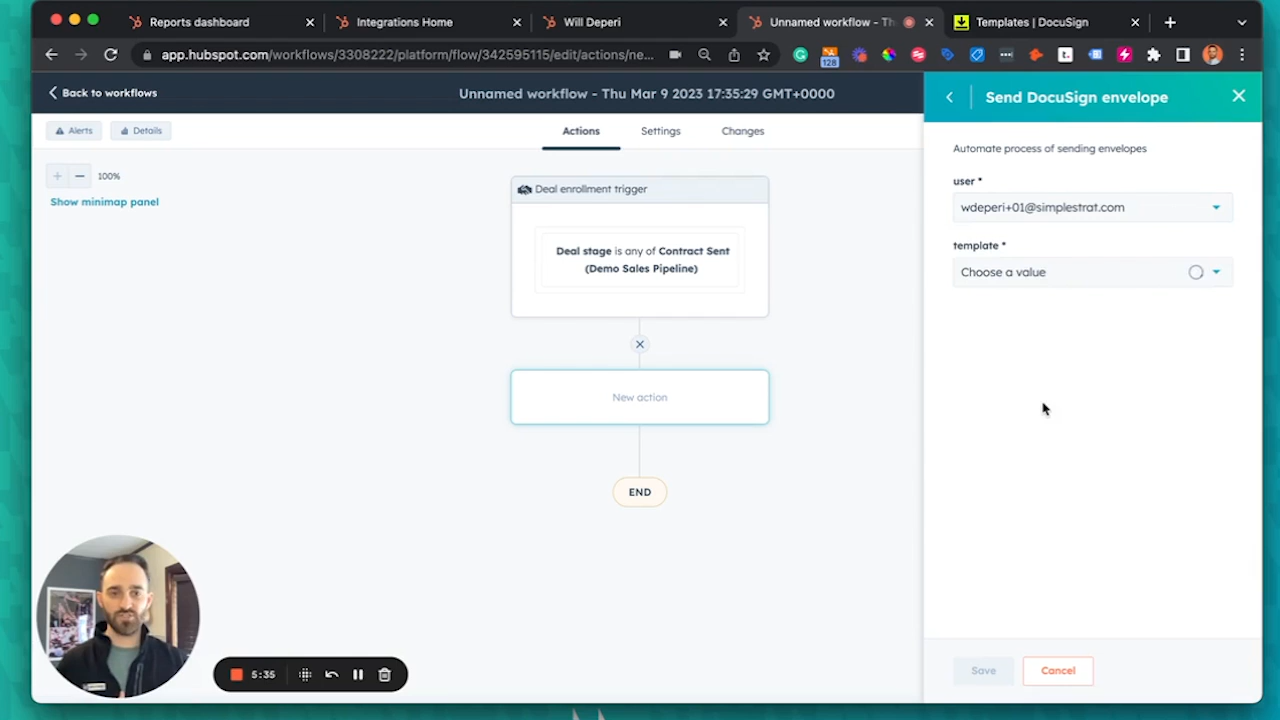 Reports dashboard
Integrations Home
Will Deperi
Unnamed workflow - Th
Templates | DocuSign
app.hubspot.com/workflows/3308222/platform/flow/342595115/edit/actions/ne...
128
Back to workflows
Unnamed workflow - Thu Mar 9 2023 17:35:29 GMT+0000
Send DocuSign envelope
Alerts
Details
Actions
Settings
Changes
100%
Show minimap panel
Deal enrollment trigger
Deal stage is any of Contract Sent
(Demo Sales Pipeline)
New action
END
Automate process of sending envelopes
user *
wdeperi+01@simplestrat.com
template *
Choose a value
5:35
Save
Cancel